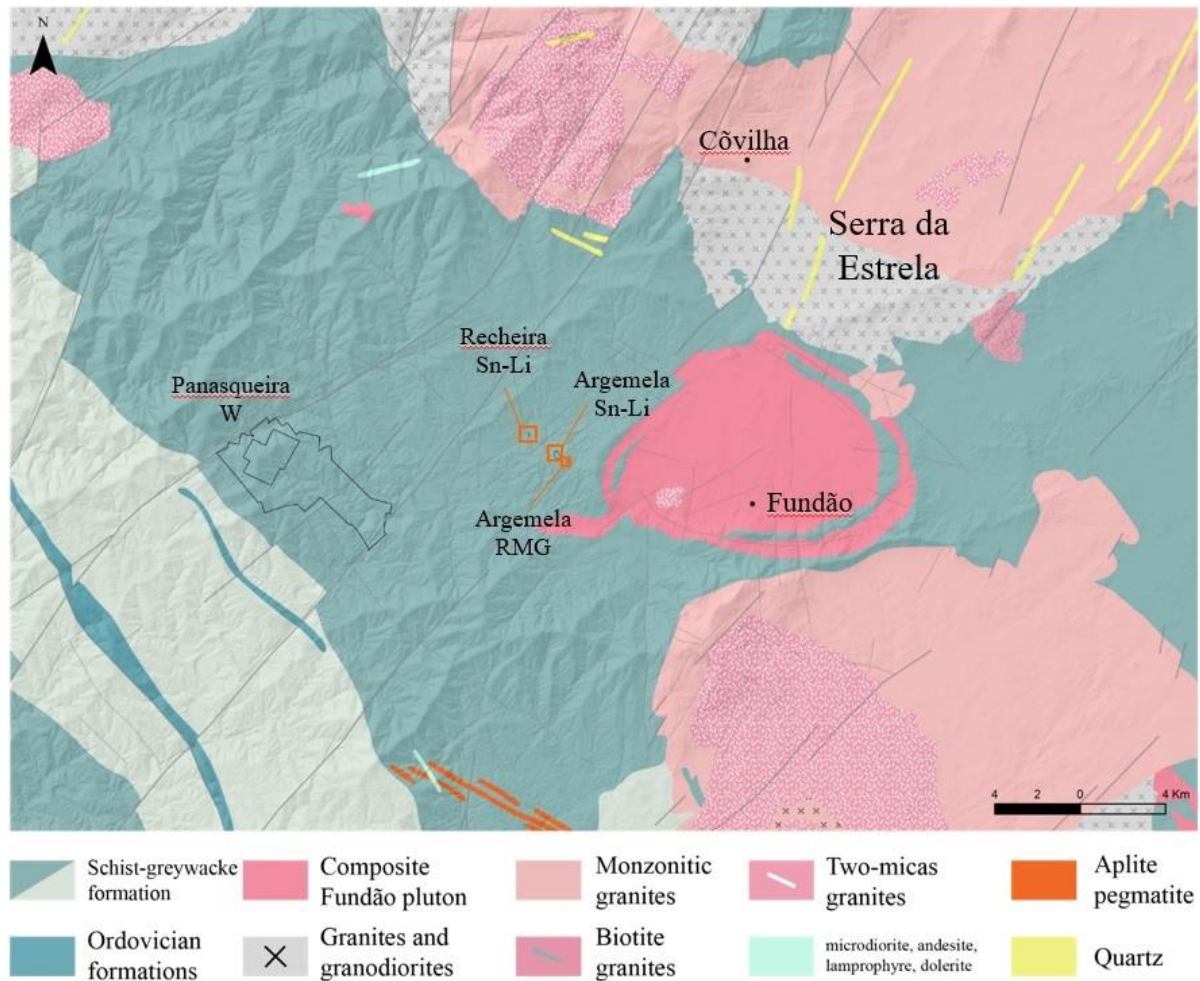 N
Cõvilha
Serra da
Estrela
Recheira
Sn-Li
Argemela
Sn-Li
Panasqueira
W
Fundão
Argemela
RMG
4 2 0 4 Km
Schist-greywacke
formation
Composite
Fundão pluton
Monzonitic
granites
Two-micas
granites
Aplite
pegmatite
Ordovician
formations
Granites and
granodiorites
Biotite
granites
microdiorite, andesite,
lamprophyre, dolerite
Quartz